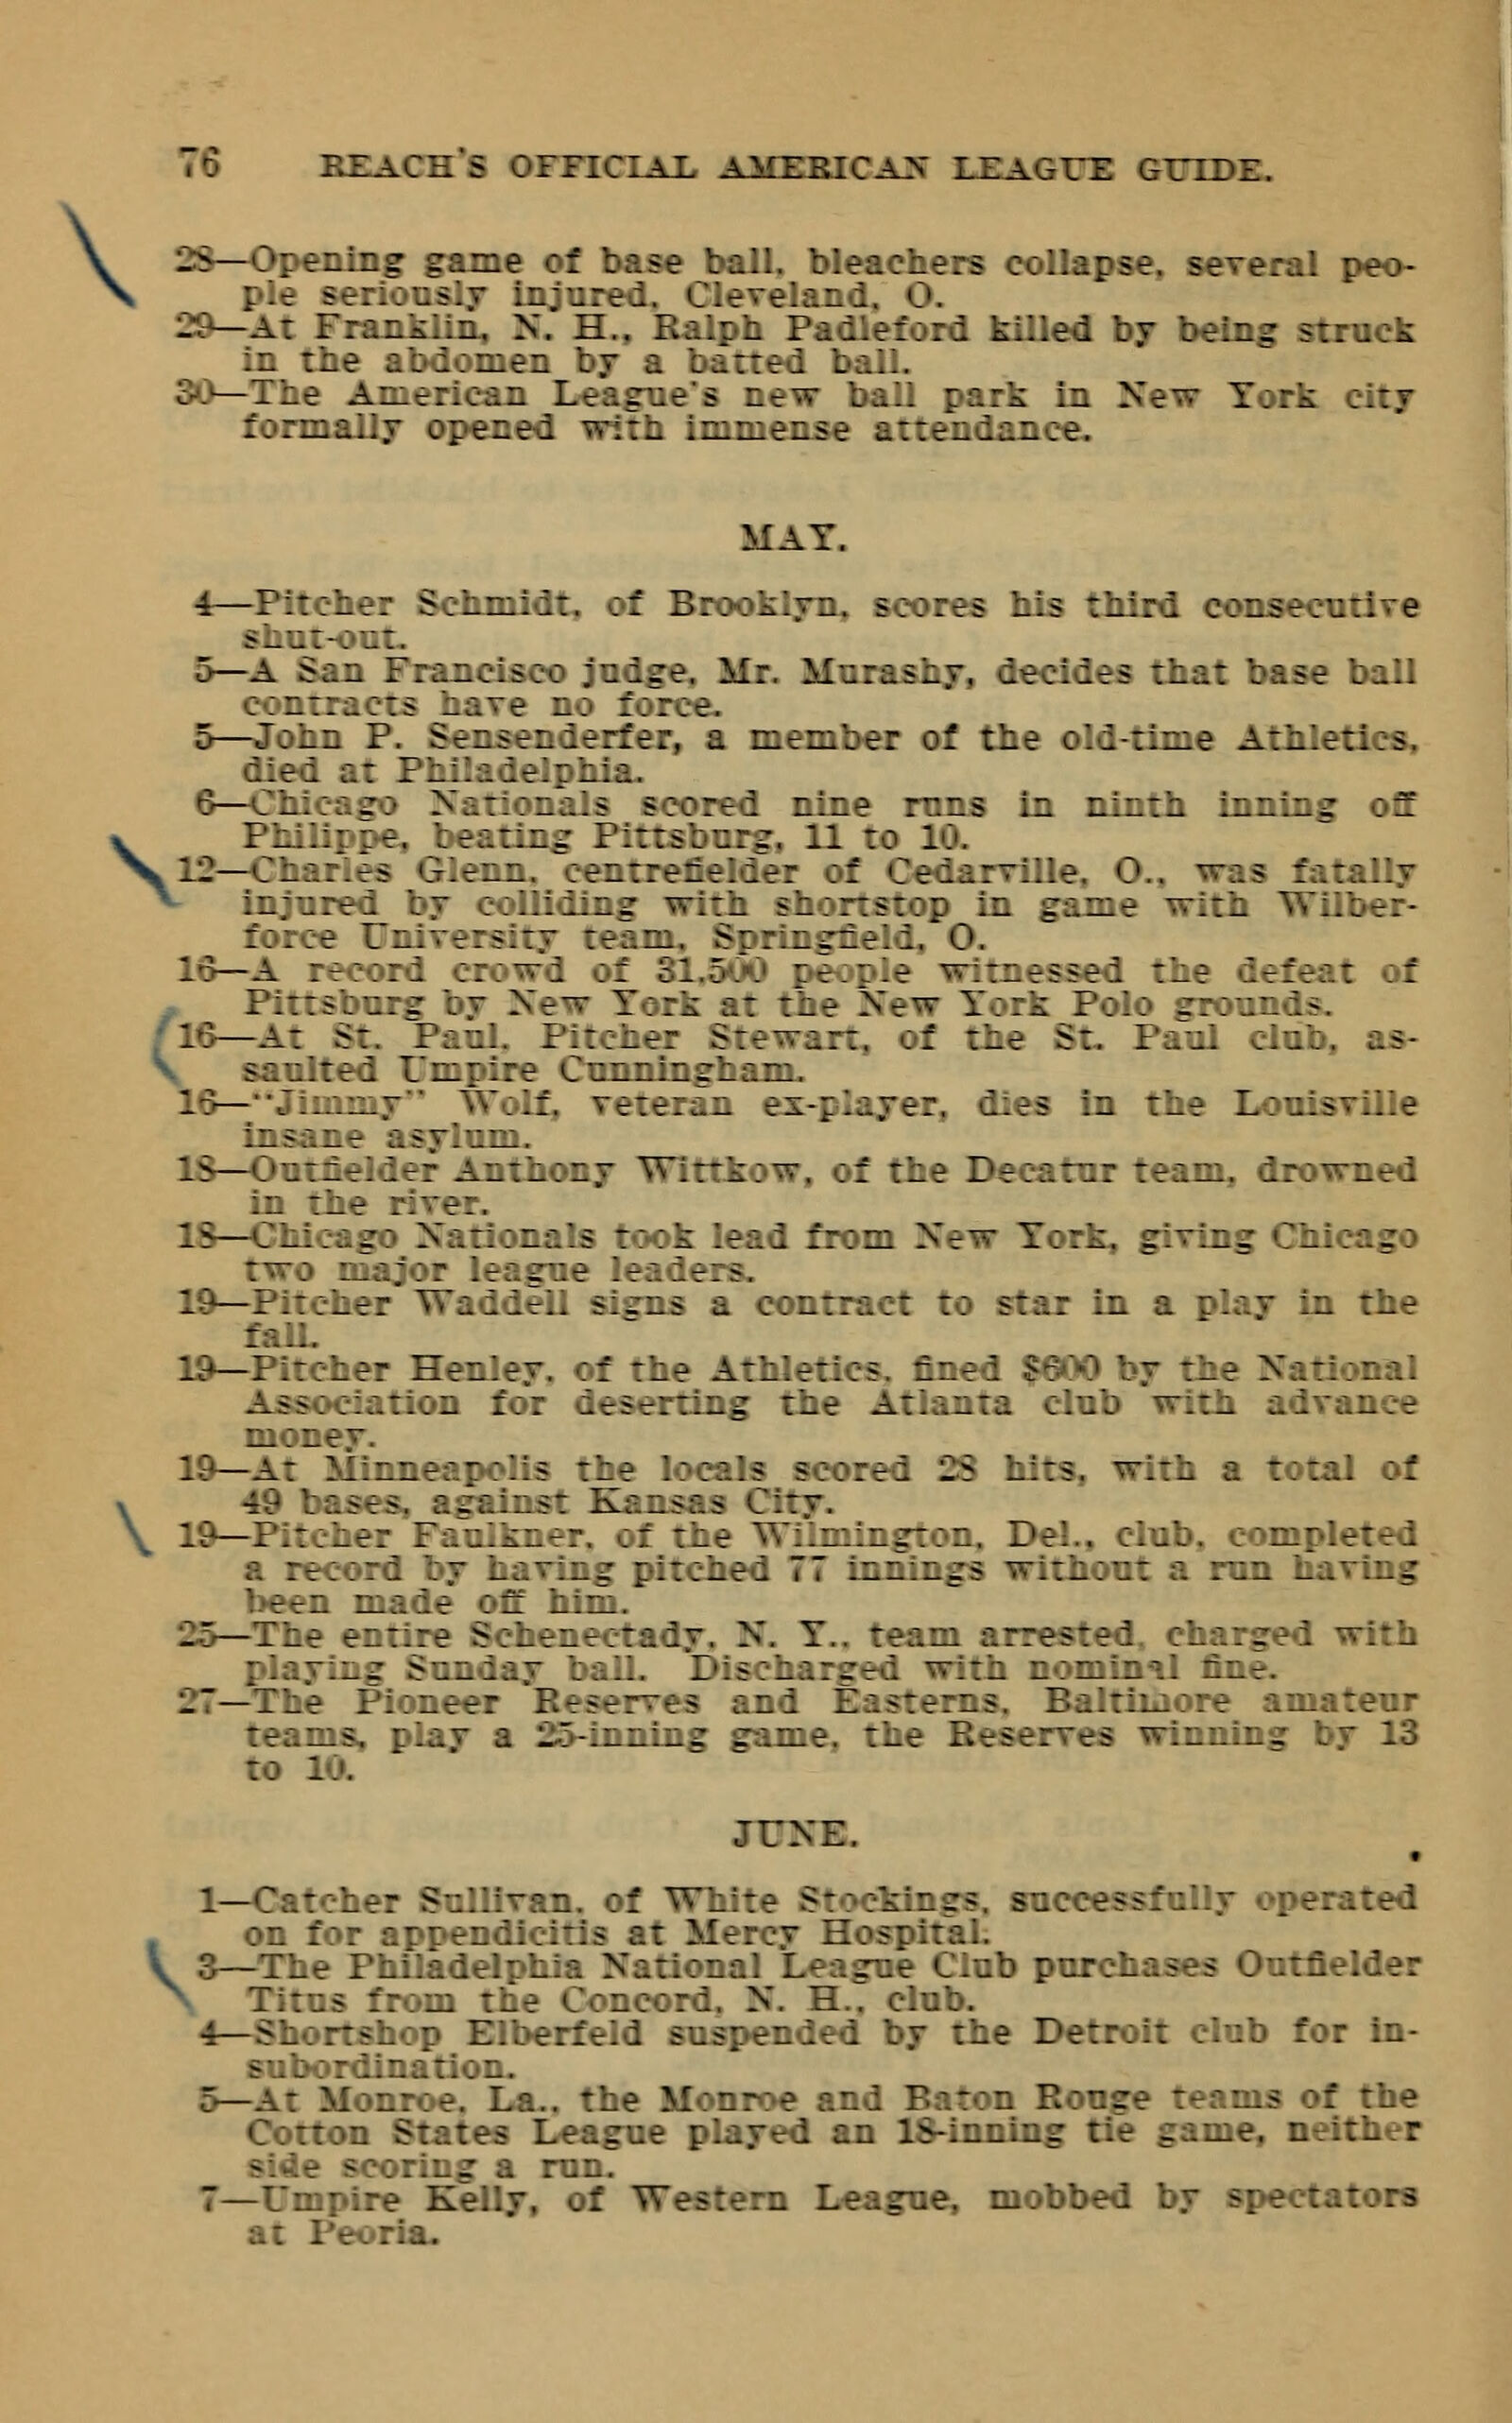 76 REACH'S OFFICIAL AMERICAN LEAGUE GUIDE.
28—Opening game of base ball, bleachers collapse, several peo-
ple seriously injured, Cleveland, O.
29—At Franklin, N. H., Ralph Padleford killed by being struck
in the abdomen by a batted ball.
30—The American League's new ball park in New York city
formally opened with immense attendance.
MAY.
4—Pitcher Schmidt, of Brooklyn, scores his third consecutive
shut-out.
5—A San Francisco judge, Mr. Murashy, decides that base ball
contracts have no force.
5—John P. Sensenderfer, a member of the old-time Athletics,
died at Philadelphia.
6—Chicago Nationals scored nine runs in ninth inning off
Philippe, beating Pittsburg, 11 to 10.
12—Charles Glenn, centrefielder of Cedarville, O., was fatally
injured by colliding with shortstop in game with Wilber-
force University team, Springfield, O.
16—A record crowd of 31,500 people witnessed the defeat of
Pittsburg by New York at the New York Polo grounds.
16—At St. Paul, Pitcher Stewart, of the St. Paul club, as-
saulted Umpire Cunningham.
16—"Jimmy" Wolf, veteran ex-player, dies in the Louisville
insane asylum.
18—Outfielder Anthony Wittkow, of the Decatur team, drowned
in the river.
18—Chicago Nationals took lead from New York, giving Chicago
two major league leaders.
19—Pitcher Waddell signs a contract to star in a play in the
fall.
19—Pitcher Henley, of the Athletics, fined $600 by the National
Association for deserting the Atlanta club with advance
money.
19—At Minneapolis the locals scored 28 hits, with a total of
49 bases, against Kansas City.
19—Pitcher Faulkner, of the Wilmington, Del., club, completed
a record by having pitched 77 innings without a run having
been made off him.
25—The entire Schenectady, N. Y., team arrested, charged with
playing Sunday ball. Discharged with nominal fine.
27—The Pioneer Reserves and Easterns, Baltimore amateur
teams, play a 25-inning game, the Reserves winning by 13
to 10.
JUNE.
1—Catcher Sullivan, of White Stockings, successfully operated
on for appendicitis at Mercy Hospital.
3—The Philadelphia National League Club purchases Outfielder
Titus from the Concord, N. H., club.
4—Shortshop Elberfeld suspended by the Detroit club for in-
subordination.
5—At Monroe, La., the Monroe and Baton Rouge teams of the
Cotton States League played an 18-inning tie game, neither
side scoring a run.
7—Umpire Kelly, of Western League, mobbed by spectators
at Peoria.